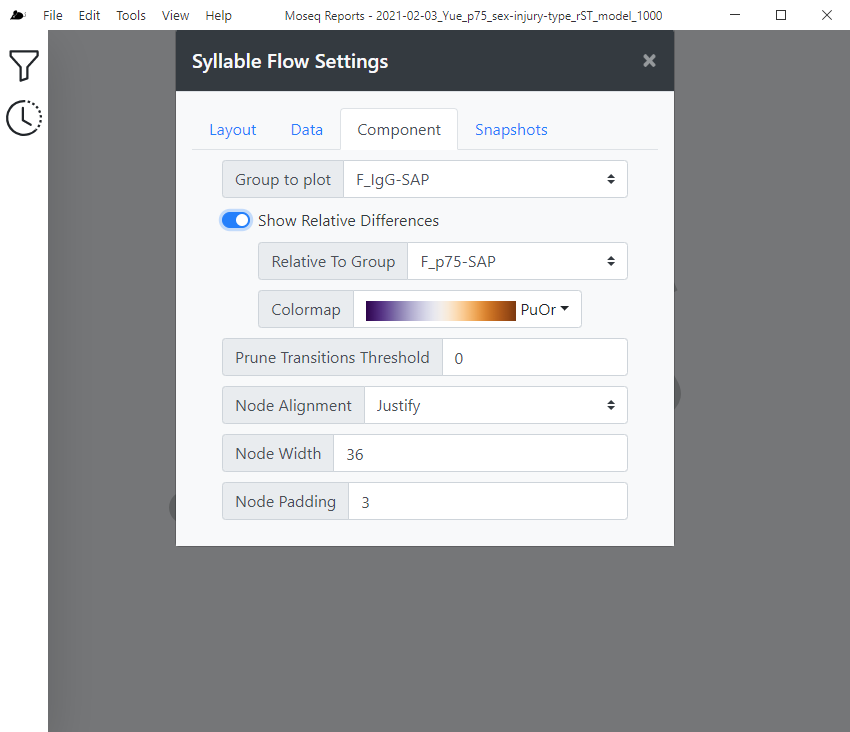 File Edit Tools View Help Moseq Reports - 2021-02-03_Yue_p75_sex-injury-type_rST_model_1000
Syllable Flow Settings ×
Layout Data Component Snapshots
Group to plot F_IgG-SAP
Show Relative Differences
Relative To Group F_p75-SAP
Colormap PuOr
Prune Transitions Threshold 0
Node Alignment Justify
Node Width 36
Node Padding 3